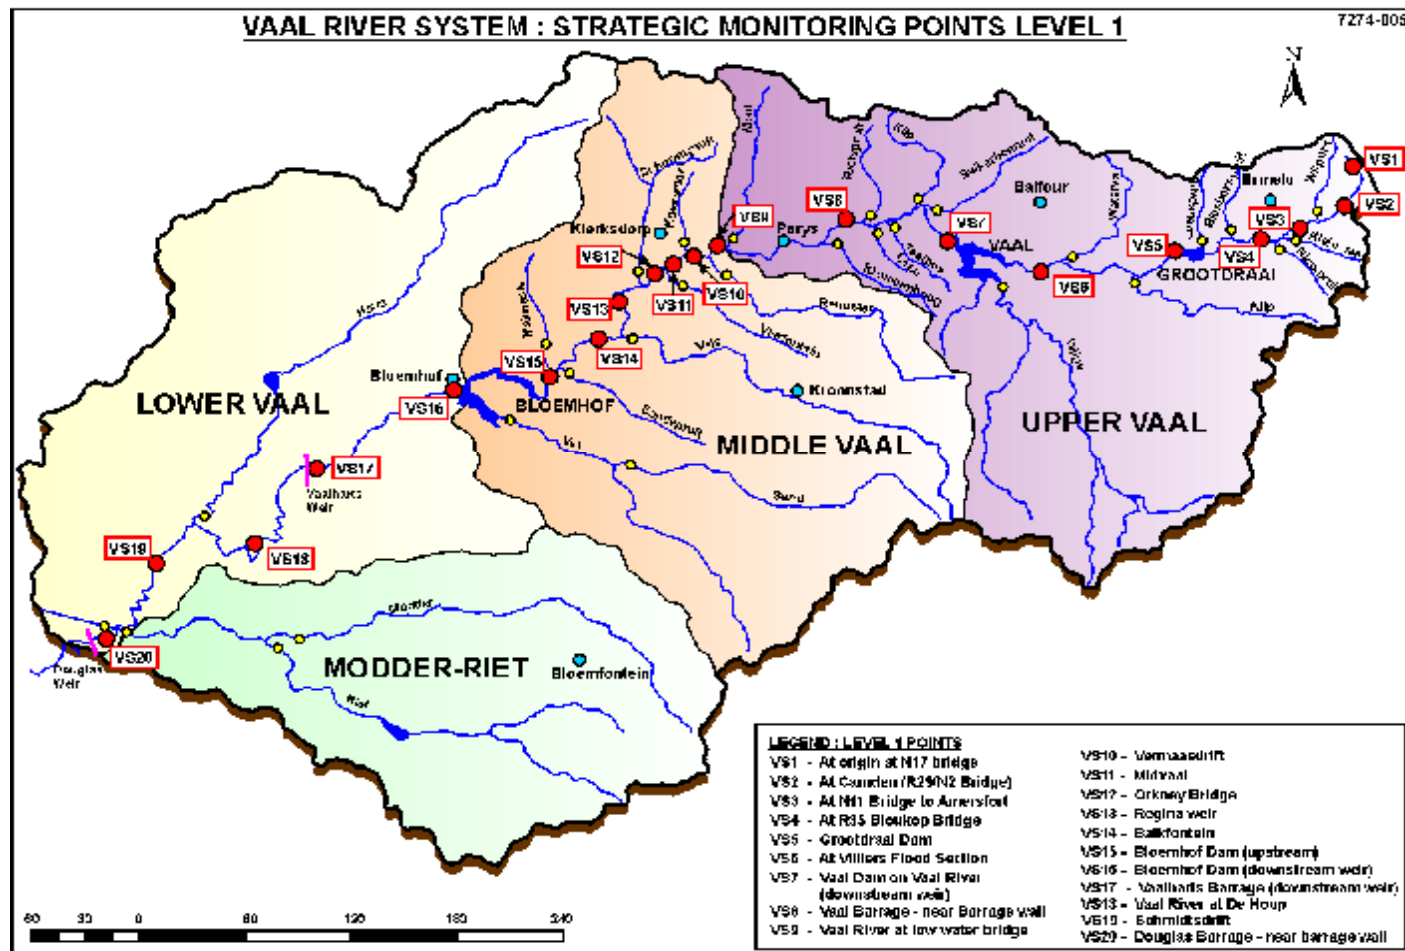 VAAL RIVER SYSTEM : STRATEGIC MONITORING POINTS LEVEL 1
7274-005
N
VS1
VS2
VS3
VS4
VS5
VS6
VS7
VS8
VS9
VS10
VS11
VS12
VS13
VS14
VS15
VS16
VS17
VS18
VS19
VS20
Balfour
Parys
Klerksdorp
Kroonstad
Bloemhof
Bloemfontein
VAAL
GROOTDRAAI
BLOEMHOF
LOWER VAAL
MIDDLE VAAL
UPPER VAAL
MODDER-RIET
Vaalharts
Weir
Douglas
Weir
Harts
Modder
Riet
Vet
Sand
Vals
Klip
LEGEND : LEVEL 1 POINTS
VS1 - At origin at N17 bridge
VS2 - At Camden (R29/N2 Bridge)
VS3 - At N11 Bridge to Amersfort
VS4 - At R35 Bloukop Bridge
VS5 - Grootdraai Dam
VS6 - At Villiers Flood Section
VS7 - Vaal Dam on Vaal River
(downstream weir)
VS8 - Vaal Barrage - near Barrage wall
VS9 - Vaal River at low water bridge
VS10 - Vermaasdrift
VS11 - Midvaal
VS12 - Orkney Bridge
VS13 - Regina weir
VS14 - Balkfontein
VS15 - Bloemhof Dam (upstream)
VS16 - Bloemhof Dam (downstream weir)
VS17 - Vaalharts Barrage (downstream weir)
VS18 - Vaal River at De Hoop
VS19 - Schmidtsdrift
VS20 - Douglas Barrage - near barrage wall
60 30 0 60 120 180 240